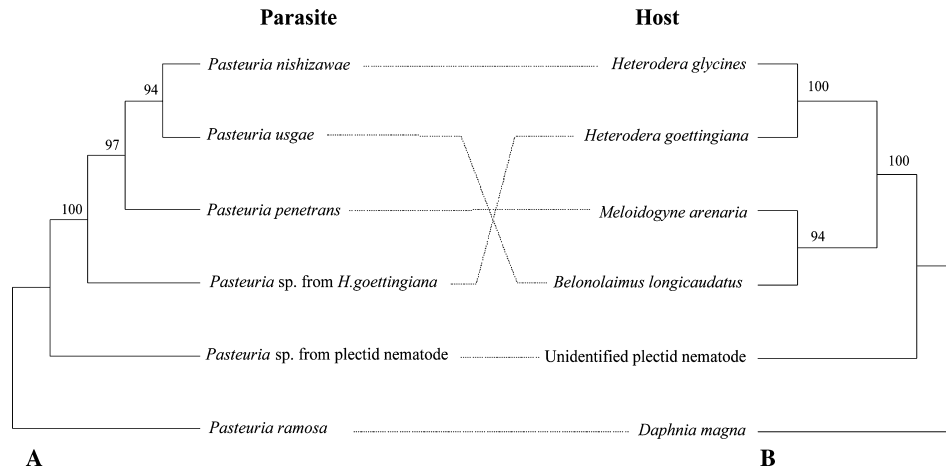 Parasite Host
Pasteuria nishizawae Heterodera glycines
94 100
Pasteuria usgae Heterodera goettingiana
97 100
Pasteuria penetrans Meloidogyne arenaria
100 94
Pasteuria sp. from H.goettingiana Belonolaimus longicaudatus
Pasteuria sp. from plectid nematode Unidentified plectid nematode
Pasteuria ramosa Daphnia magna
A B